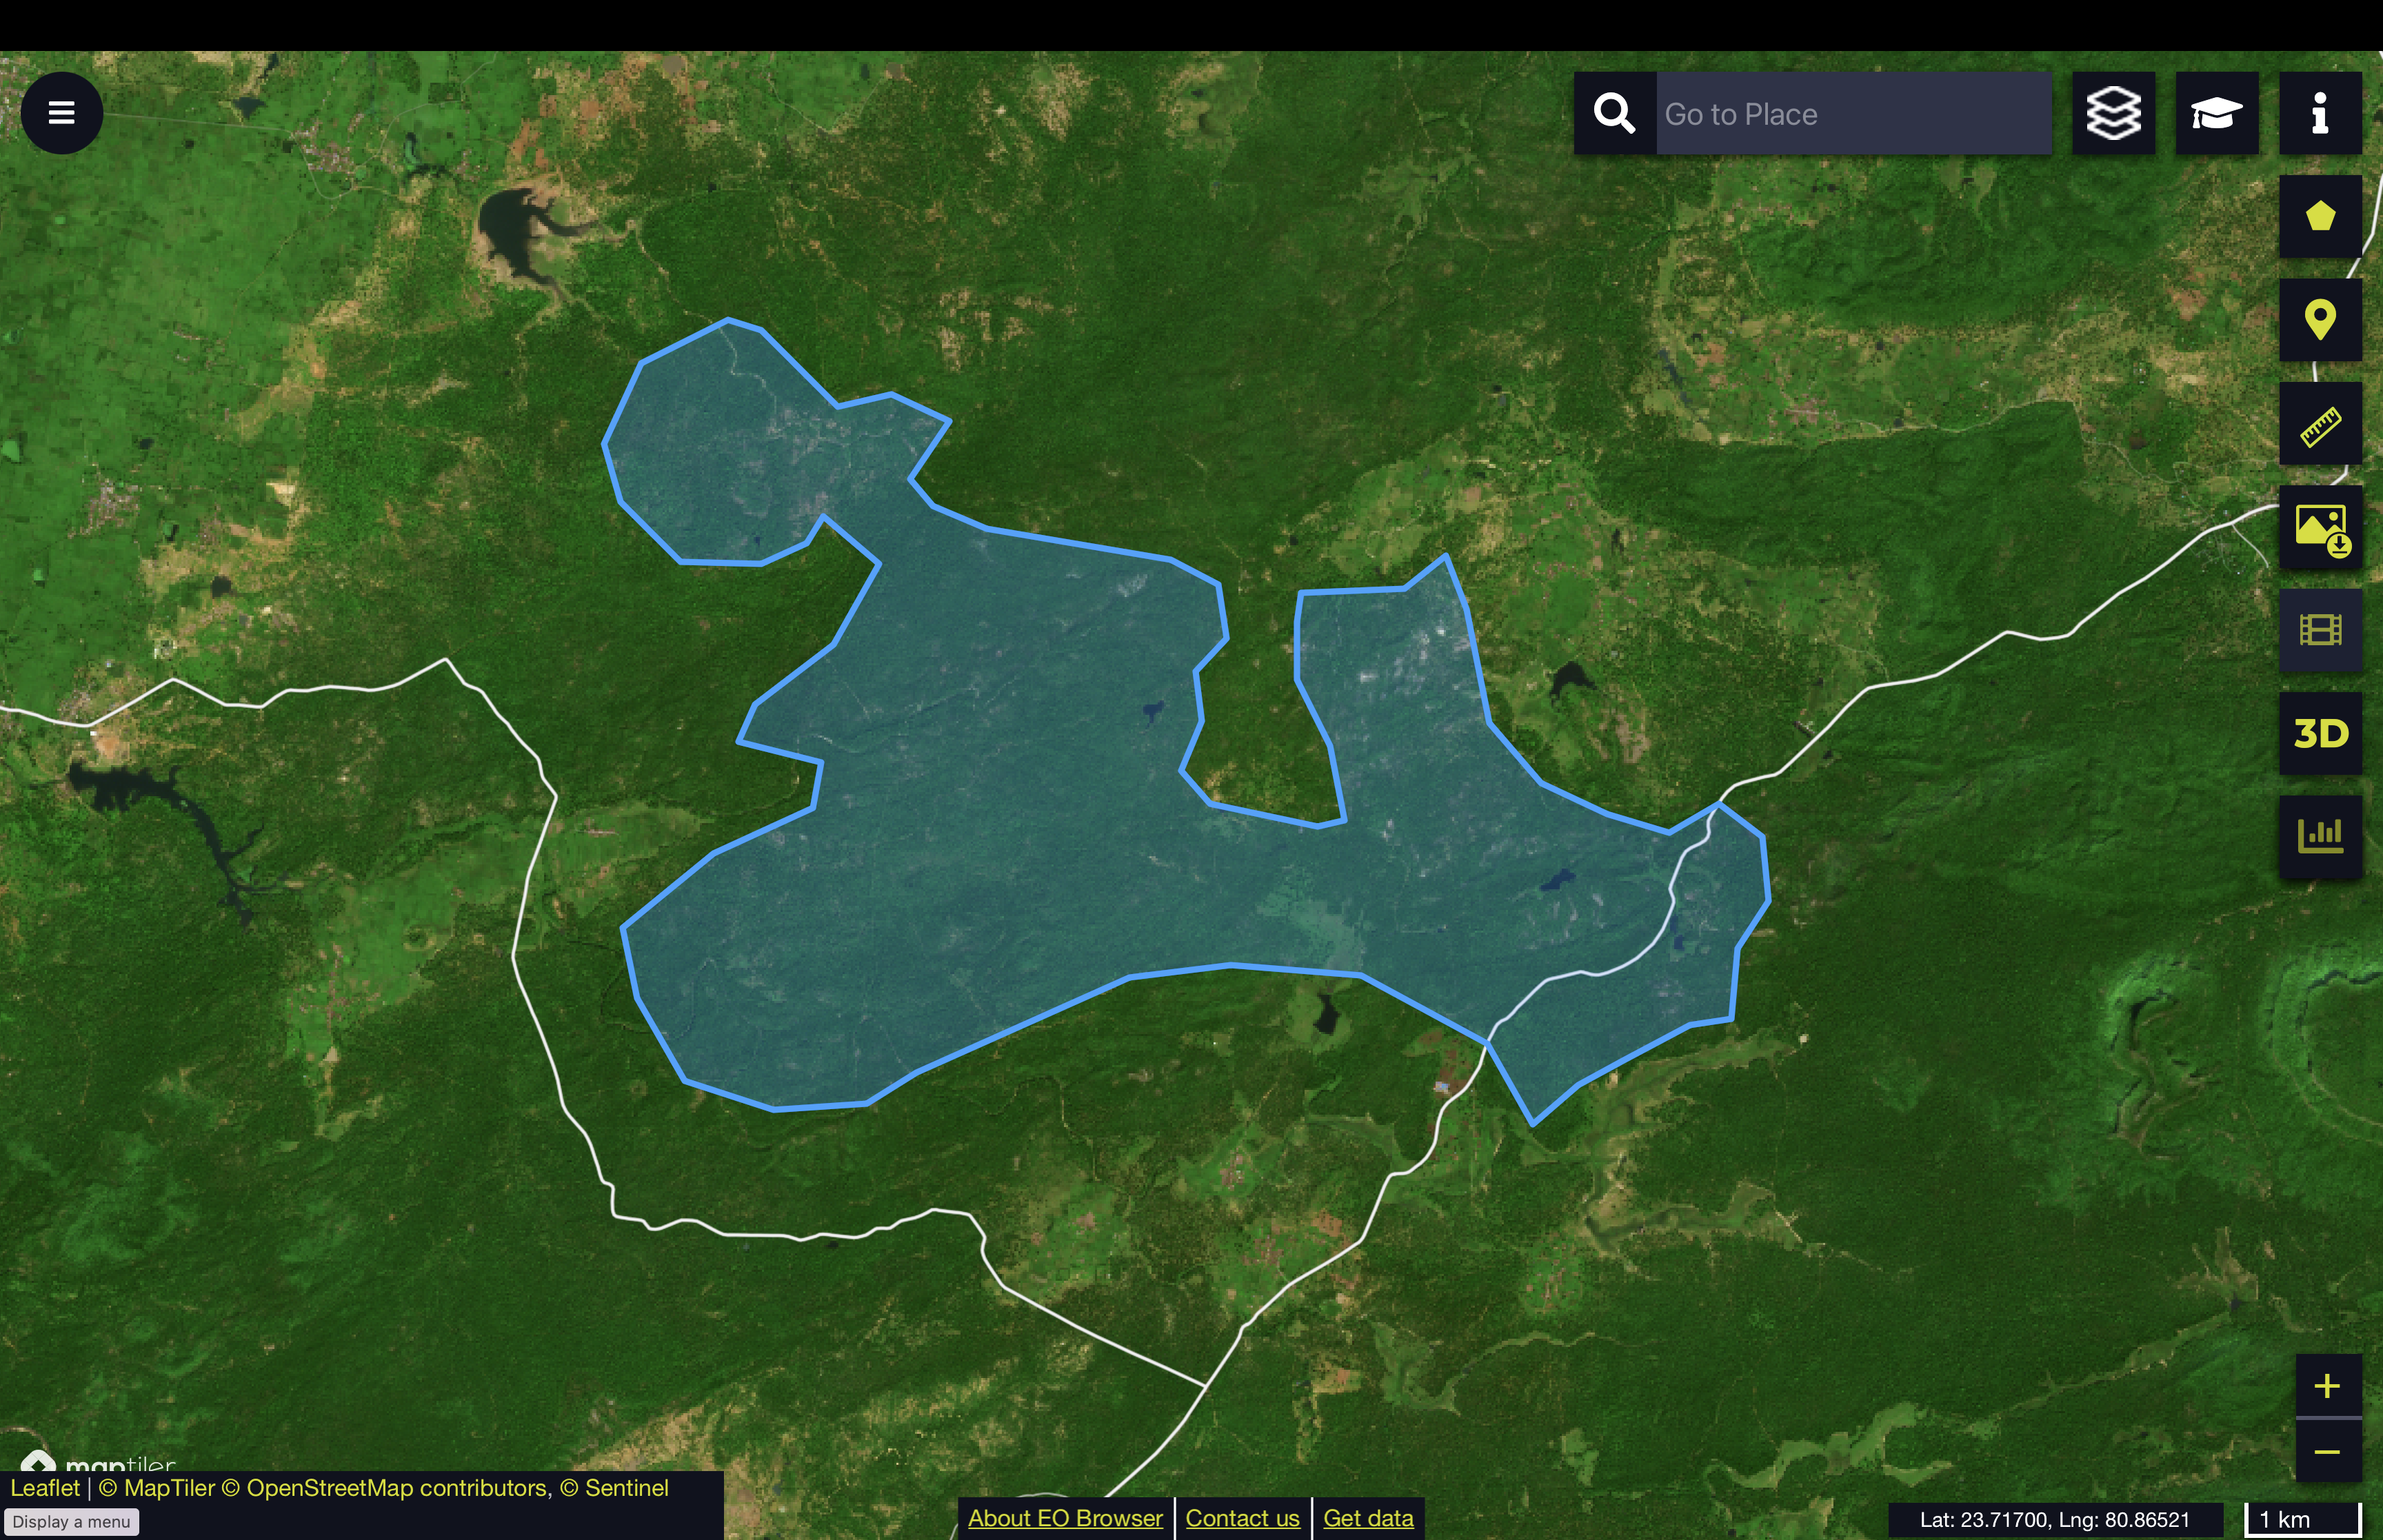 Go to Place
3D
maptiler
Leaflet | © MapTiler © OpenStreetMap contributors, © Sentinel
Display a menu
About EO Browser Contact us Get data
Lat: 23.71700, Lng: 80.86521
1 km